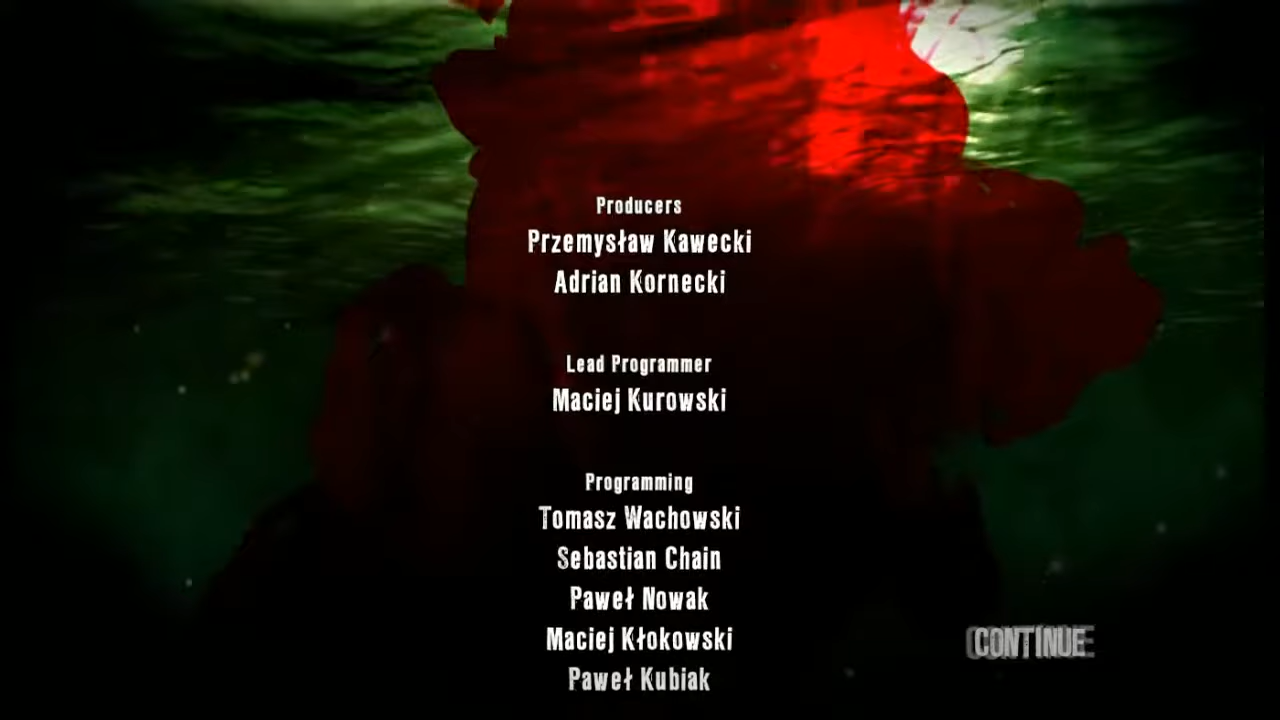 Producers
Przemysław Kawecki
Adrian Kornecki
Lead Programmer
Maciej Kurowski
Programming
Tomasz Wachowski
Sebastian Chain
Paweł Nowak
Maciej Kłokowski
Paweł Kubiak
CONTINUE